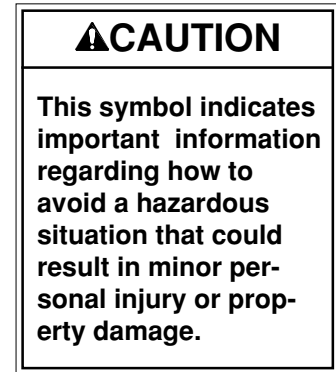 ⚠CAUTION
This symbol indicates
important information
regarding how to
avoid a hazardous
situation that could
result in minor per-
sonal injury or prop-
erty damage.